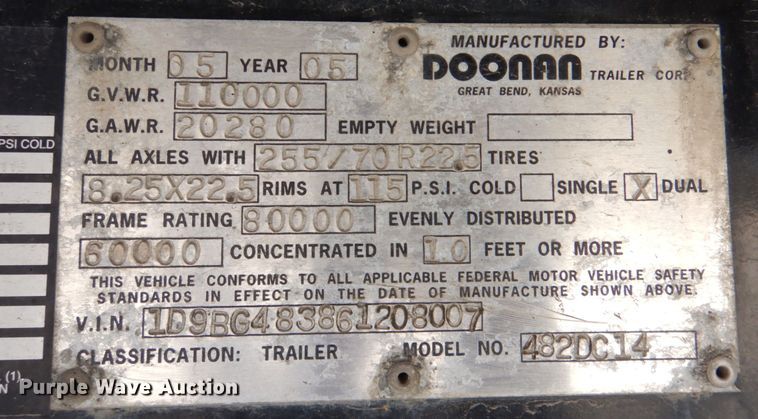 MANUFACTURED BY:
MONTH 05 YEAR 05
DOONAN TRAILER CORP.
GREAT BEND, KANSAS
G.V.W.R. 110000
G.A.W.R. 20280 EMPTY WEIGHT
PSI COLD
ALL AXLES WITH 255/70R22.5 TIRES
8.25X22.5 RIMS AT 115 P.S.I. COLD SINGLE X DUAL
FRAME RATING 80000 EVENLY DISTRIBUTED
60000 CONCENTRATED IN 10 FEET OR MORE
THIS VEHICLE CONFORMS TO ALL APPLICABLE FEDERAL MOTOR VEHICLE SAFETY
STANDARDS IN EFFECT ON THE DATE OF MANUFACTURE SHOWN ABOVE.
V.I.N. 1D9BG483861208007
CLASSIFICATION: TRAILER MODEL NO. 482DC14
(1)
Purple Wave Auction